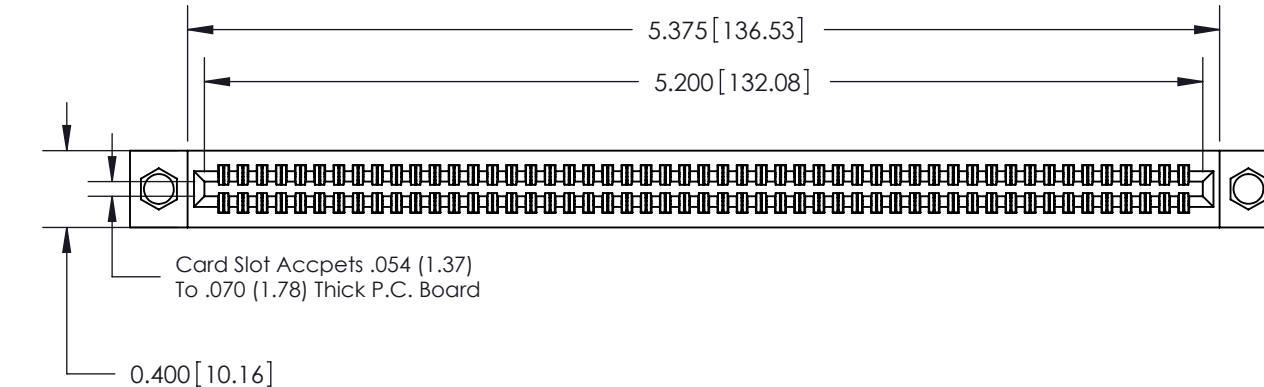 5.375[136.53]
5.200[132.08]
Card Slot Accpets .054 (1.37)
To .070 (1.78) Thick P.C. Board
0.400[10.16]